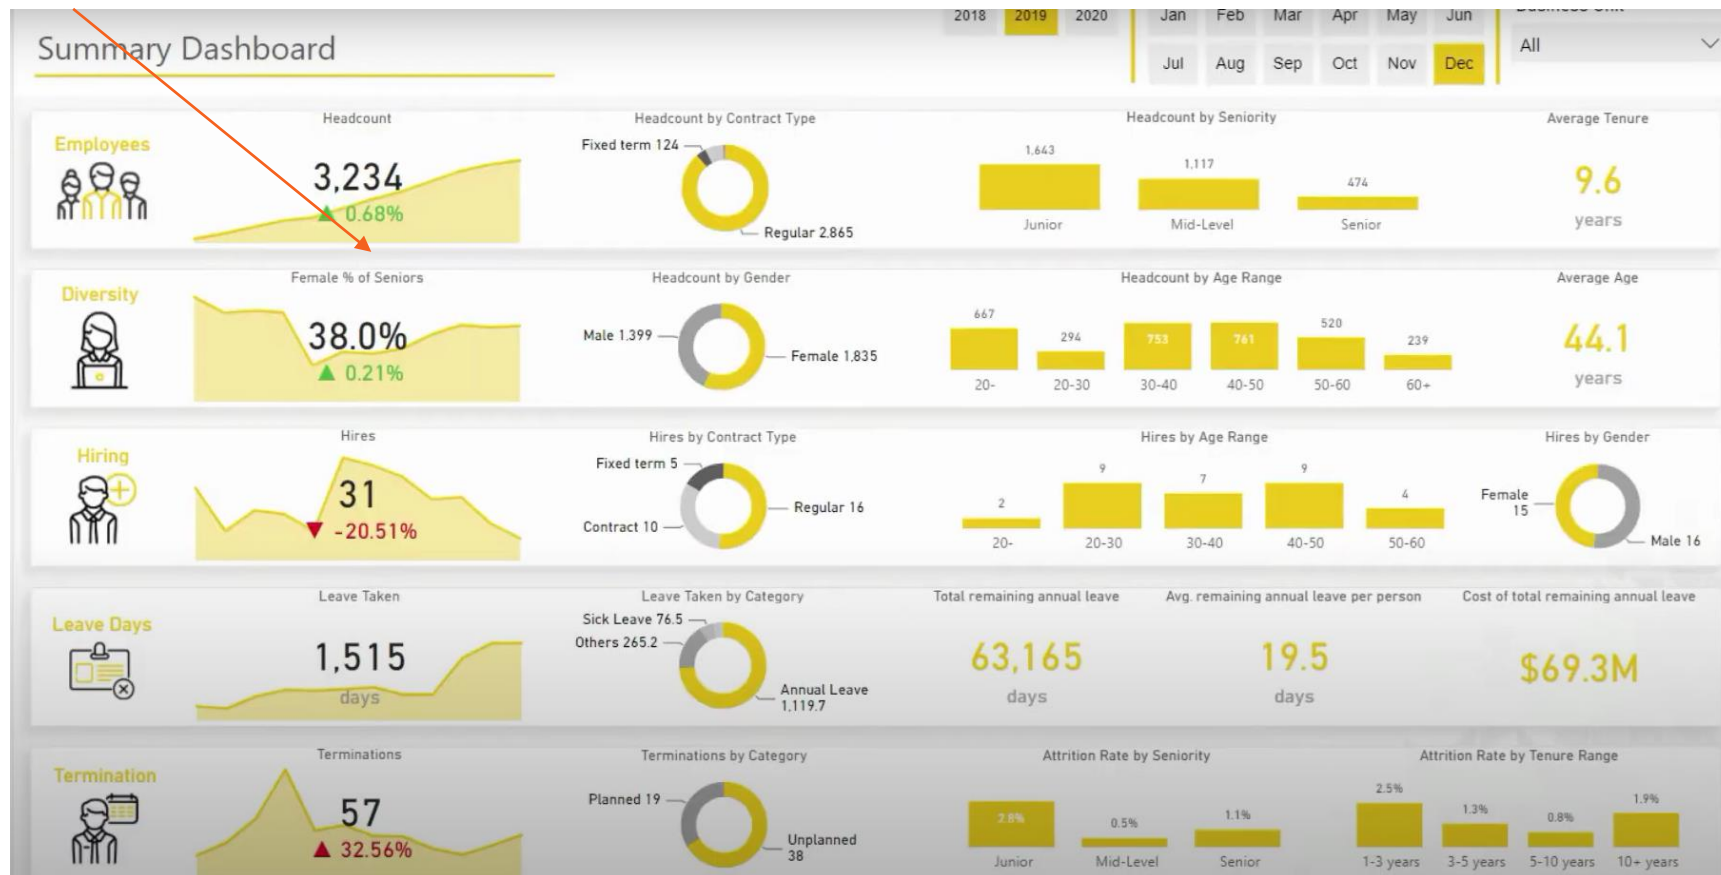 2018 2019 2020
Jan Feb Mar Apr May Jun
Summary Dashboard
All
Jul Aug Sep Oct Nov Dec
Employees
Headcount
3,234
0.68%
Headcount by Contract Type
Fixed term 124
Regular 2.865
Headcount by Seniority
1,643
1,117
474
Junior Mid-Level Senior
Average Tenure
9.6
years
Diversity
Female % of Seniors
38.0%
0.21%
Headcount by Gender
Male 1.399
Female 1,835
Headcount by Age Range
667 294 753 761 520 239
20- 20-30 30-40 40-50 50-60 60+
Average Age
44.1
years
Hiring
Hires
31
-20.51%
Hires by Contract Type
Fixed term 5
Regular 16
Contract 10
Hires by Age Range
2 9 7 9 4
20- 20-30 30-40 40-50 50-60
Hires by Gender
Female
15
Male 16
Leave Days
Leave Taken
1,515
days
Leave Taken by Category
Sick Leave 76.5
Others 265.2
Annual Leave
1,119.7
Total remaining annual leave
63,165
days
Avg. remaining annual leave per person
19.5
days
Cost of total remaining annual leave
$69.3M
Termination
Terminations
57
32.56%
Terminations by Category
Planned 19
Unplanned
38
Attrition Rate by Seniority
2.8% 0.5% 1.1%
Junior Mid-Level Senior
Attrition Rate by Tenure Range
2.5% 1.3% 0.8% 1.9%
1-3 years 3-5 years 5-10 years 10+ years